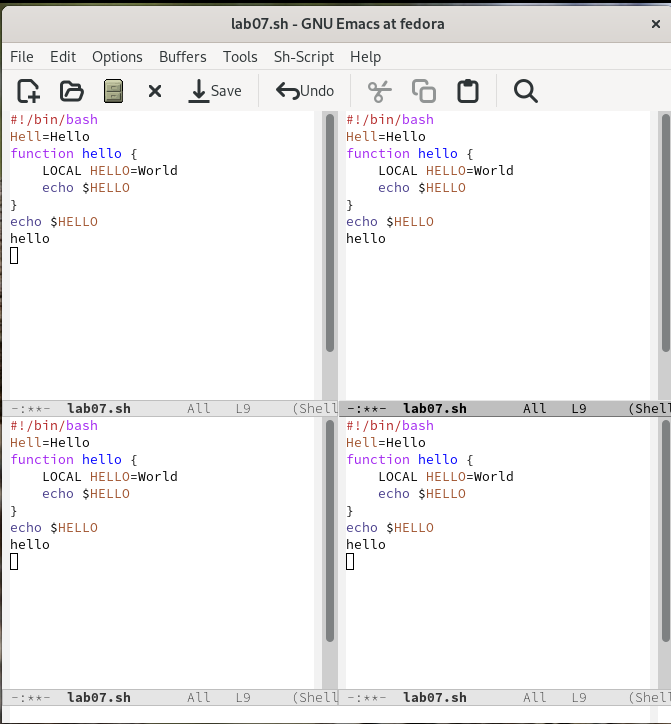 lab07.sh - GNU Emacs at fedora
File Edit Options Buffers Tools Sh-Script Help
Save Undo
#!/bin/bash
Hell=Hello
function hello {
    LOCAL HELLO=World
    echo $HELLO
}
echo $HELLO
hello
-:**- lab07.sh All L9 (Shell
#!/bin/bash
Hell=Hello
function hello {
    LOCAL HELLO=World
    echo $HELLO
}
echo $HELLO
hello
-:**- lab07.sh All L9 (Shell
#!/bin/bash
Hell=Hello
function hello {
    LOCAL HELLO=World
    echo $HELLO
}
echo $HELLO
hello
-:**- lab07.sh All L9 (Shell
#!/bin/bash
Hell=Hello
function hello {
    LOCAL HELLO=World
    echo $HELLO
}
echo $HELLO
hello
-:**- lab07.sh All L9 (Shell